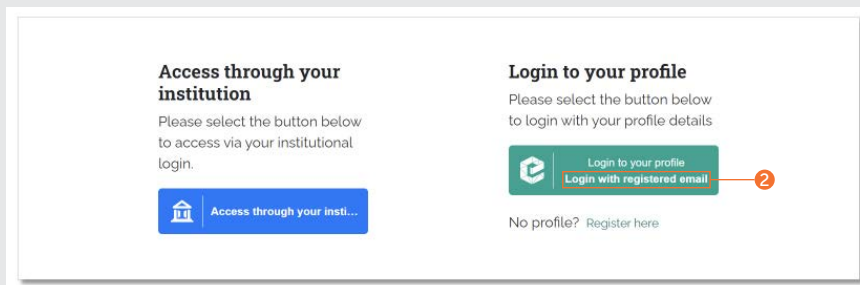 Access through your
institution
Please select the button below
to access via your institutional
login.
Access through your insti...
Login to your profile
Please select the button below
to login with your profile details
Login to your profile
Login with registered email
2
No profile? Register here